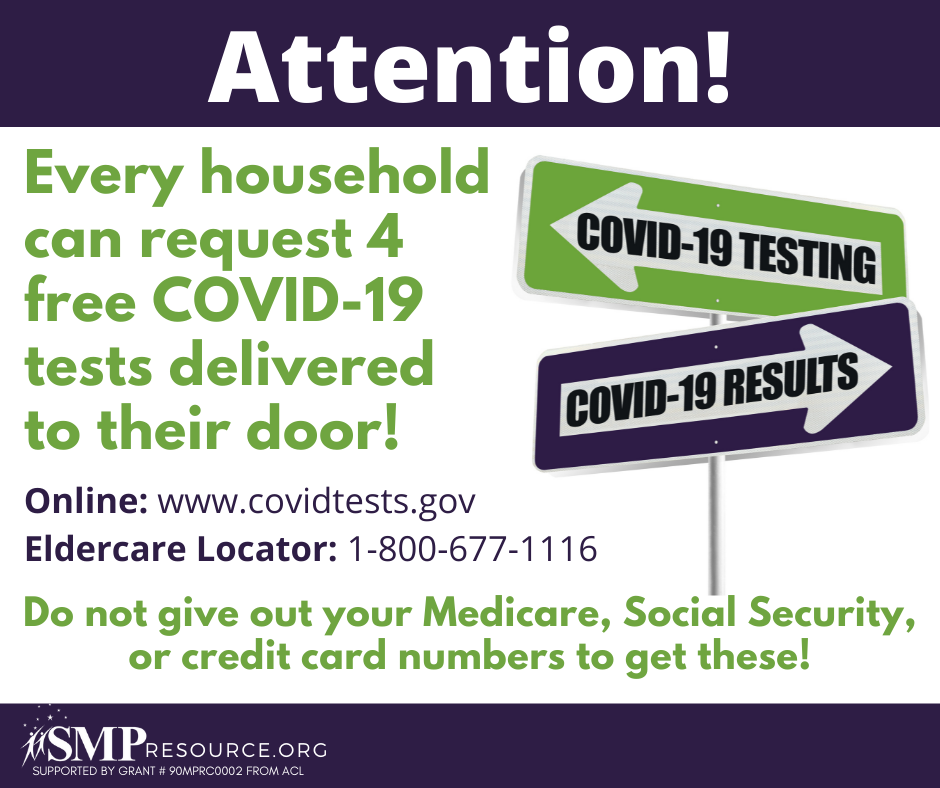 Attention!
Every household
can request 4
free COVID-19
tests delivered
to their door!
COVID-19 TESTING
COVID-19 RESULTS
Online: www.covidtests.gov
Eldercare Locator: 1-800-677-1116
Do not give out your Medicare, Social Security,
or credit card numbers to get these!
SMPRESOURCE.ORG
SUPPORTED BY GRANT # 90MPRC0002 FROM ACL